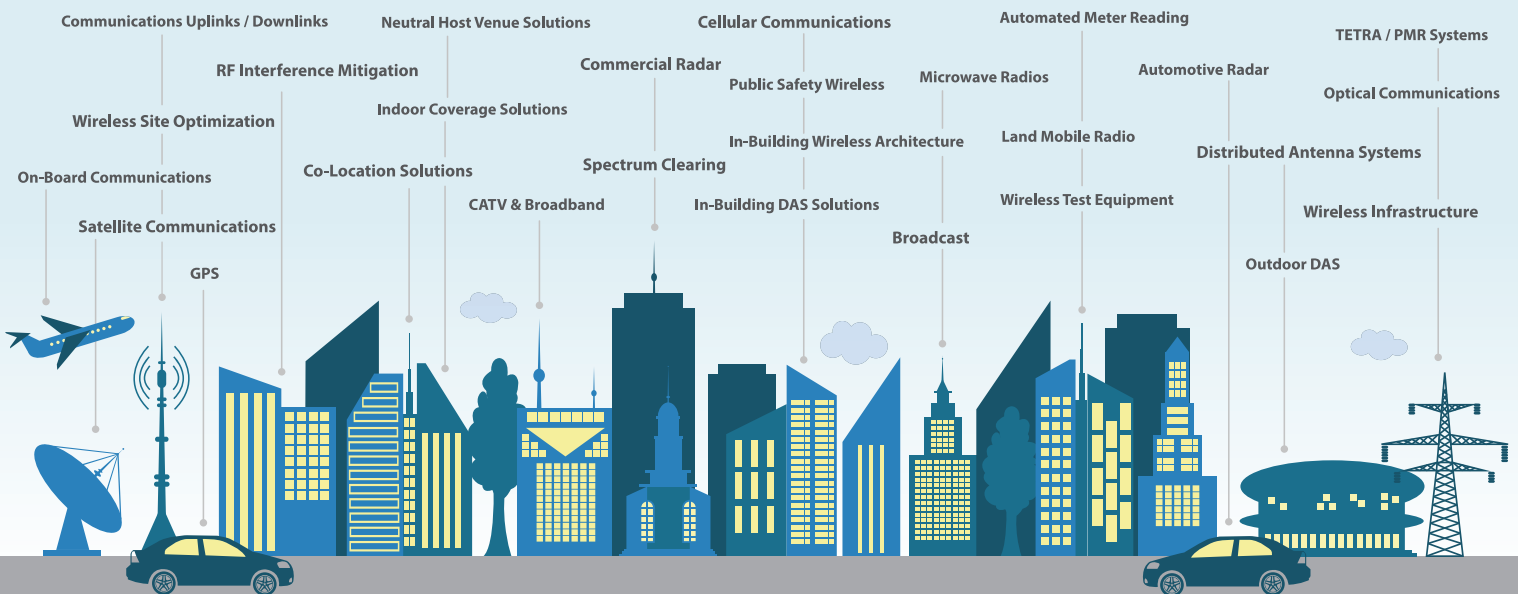 Communications Uplinks / Downlinks
Neutral Host Venue Solutions
Cellular Communications
Automated Meter Reading
TETRA / PMR Systems
RF Interference Mitigation
Commercial Radar
Public Safety Wireless
Microwave Radios
Automotive Radar
Optical Communications
Wireless Site Optimization
Indoor Coverage Solutions
In-Building Wireless Architecture
Land Mobile Radio
Distributed Antenna Systems
On-Board Communications
Co-Location Solutions
Spectrum Clearing
Satellite Communications
CATV & Broadband
In-Building DAS Solutions
Wireless Test Equipment
Wireless Infrastructure
Broadcast
GPS
Outdoor DAS